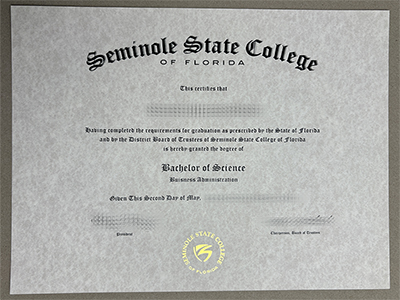 Seminole State College
OF FLORIDA
This certifies that
Having completed the requirements for graduation as prescribed by the State of Florida
and by the District Board of Trustees of Seminole State College of Florida
is hereby granted the degree of
Bachelor of Science
Buisness Administration
Given This Second Day of May,
President
Chairperson, Board of Trustees
SEMINOLE STATE COLLEGE
OF FLORIDA